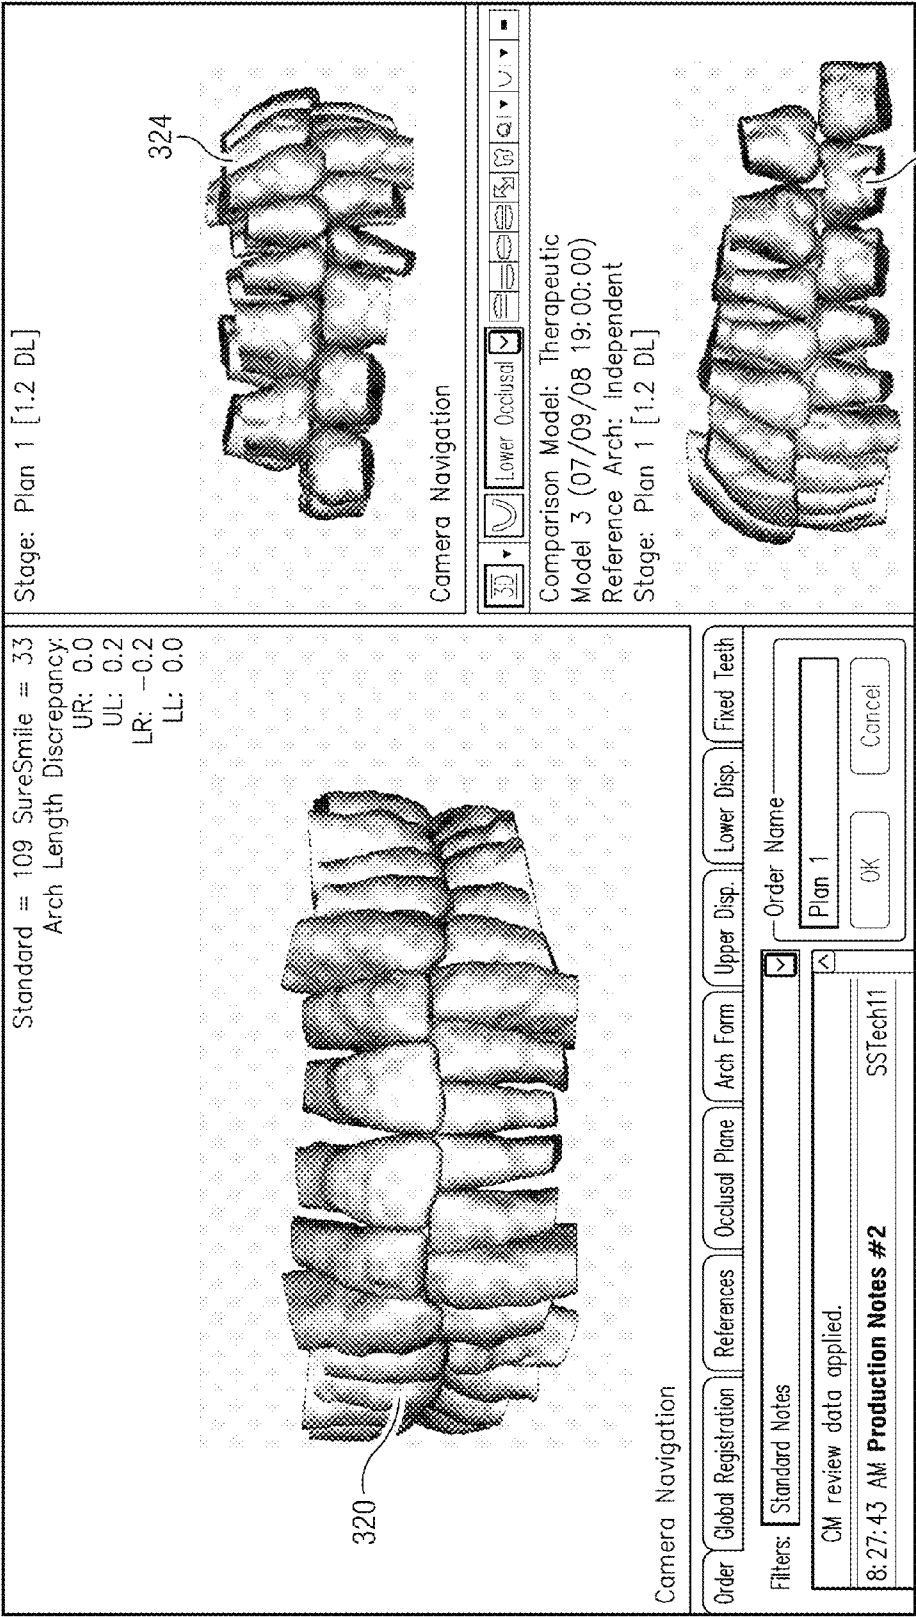 Standard = 109 SureSmile = 33
Arch Length Discrepancy:
UR: 0.0
UL: 0.2
LR: -0.2
LL: 0.0
320
Camera Navigation
Stage: Plan 1 [1.2 DL]
324
Camera Navigation
3D
Lower Occlusal
Comparison Model: Therapeutic
Model 3 (07/09/08 19:00:00)
Reference Arch: Independent
Stage: Plan 1 [1.2 DL]
Order Global Registration References Occlusal Plane Arch Form Upper Disp. Lower Disp. Fixed Teeth
Filters: Standard Notes
Order Name
Plan 1
OK Cancel
CM review data applied.
8:27:43 AM Production Notes #2 SSTech11